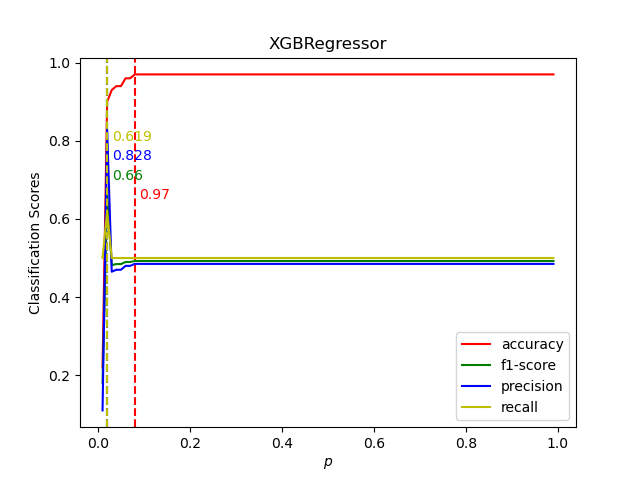 XGBRegressor
1.0
0.8
0.6
0.4
0.2
Classification Scores
0.619
0.828
0.66
0.97
accuracy
f1-score
precision
recall
0.0 0.2 0.4 0.6 0.8 1.0
p